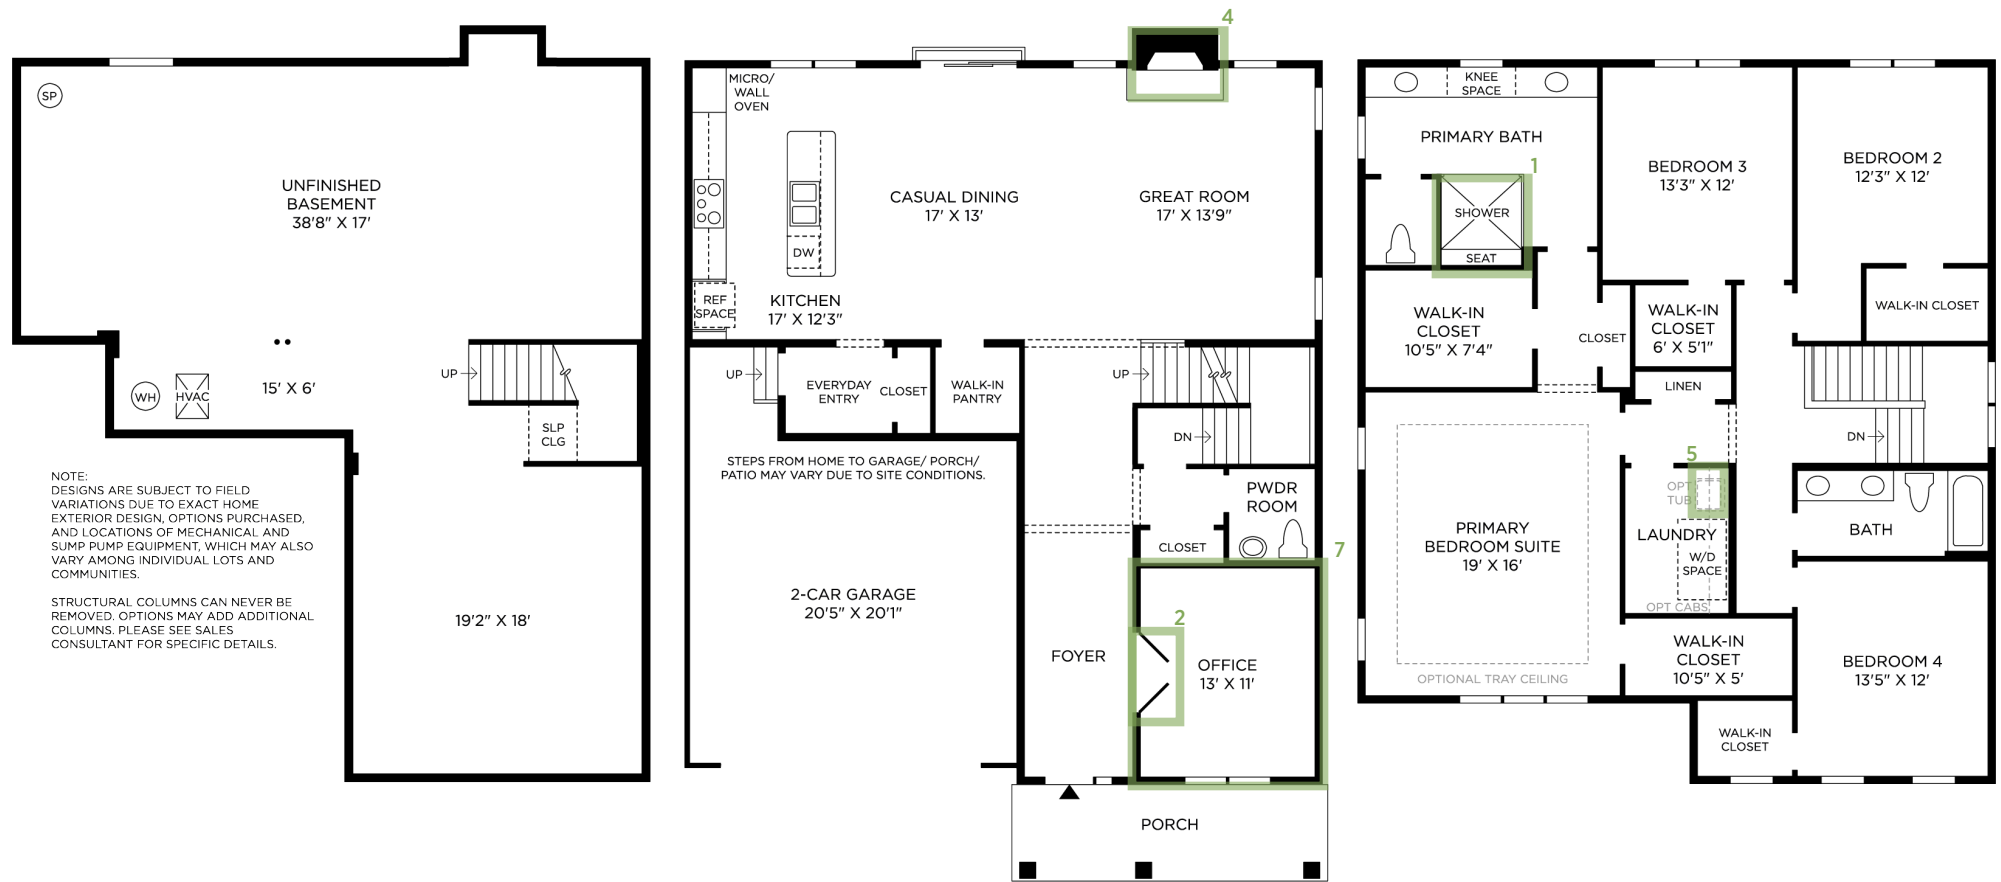 SP
UNFINISHED
BASEMENT
38'8" X 17'
WH
HVAC
15' X 6'
UP
SLP
CLG
NOTE:
DESIGNS ARE SUBJECT TO FIELD
VARIATIONS DUE TO EXACT HOME
EXTERIOR DESIGN, OPTIONS PURCHASED,
AND LOCATIONS OF MECHANICAL AND
SUMP PUMP EQUIPMENT, WHICH MAY ALSO
VARY AMONG INDIVIDUAL LOTS AND
COMMUNITIES.
STRUCTURAL COLUMNS CAN NEVER BE
REMOVED. OPTIONS MAY ADD ADDITIONAL
COLUMNS. PLEASE SEE SALES
CONSULTANT FOR SPECIFIC DETAILS.
19'2" X 18'
4
MICRO/
WALL
OVEN
CASUAL DINING
17' X 13'
GREAT ROOM
17' X 13'9"
DW
REF
SPACE
KITCHEN
17' X 12'3"
UP
EVERYDAY
ENTRY
CLOSET
WALK-IN
PANTRY
UP
DN
STEPS FROM HOME TO GARAGE/ PORCH/
PATIO MAY VARY DUE TO SITE CONDITIONS.
PWDR
ROOM
CLOSET
7
2-CAR GARAGE
20'5" X 20'1"
2
FOYER
OFFICE
13' X 11'
PORCH
KNEE
SPACE
PRIMARY BATH
1
SHOWER
SEAT
BEDROOM 3
13'3" X 12'
BEDROOM 2
12'3" X 12'
WALK-IN
CLOSET
10'5" X 7'4"
CLOSET
WALK-IN
CLOSET
6' X 5'1"
WALK-IN CLOSET
LINEN
DN
5
OPT
TUB
LAUNDRY
W/D
SPACE
OPT CABS
BATH
PRIMARY
BEDROOM SUITE
19' X 16'
OPTIONAL TRAY CEILING
WALK-IN
CLOSET
10'5" X 5'
BEDROOM 4
13'5" X 12'
WALK-IN
CLOSET